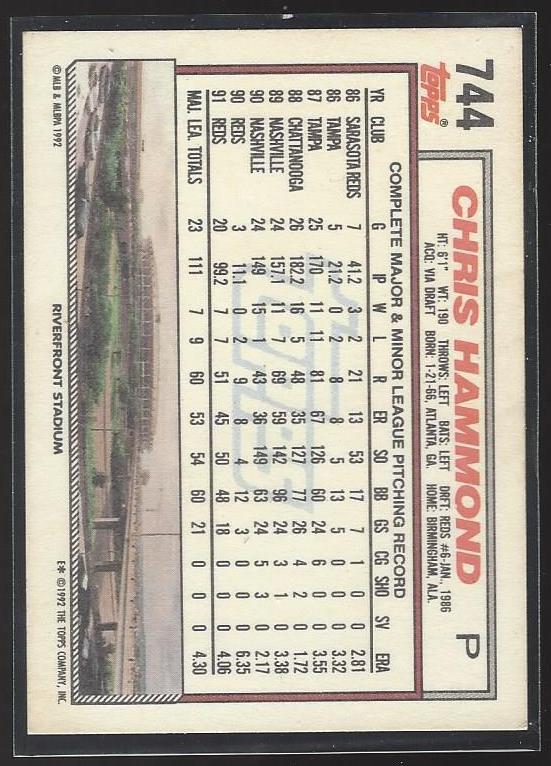 744
Topps®
CHRIS HAMMOND P
HT: 6'1" WT: 190 THROWS: LEFT BATS: LEFT DRFT: REDS #6-JAN., 1986
ACQ: VIA DRAFT BORN: 1-21-66, ATLANTA, GA. HOME: BIRMINGHAM, ALA.
COMPLETE MAJOR & MINOR LEAGUE PITCHING RECORD
YR CLUB G IP W L R ER SO BB GS CG SHO SV ERA
86 SARASOTA REDS 7 41.2 3 2 21 13 53 17 7 1 0 0 2.81
86 TAMPA 5 21.2 0 2 8 8 5 13 5 0 0 0 3.32
87 TAMPA 25 170 11 11 81 67 126 60 24 6 0 0 3.55
88 CHATTANOOGA 26 182.2 16 5 48 35 127 77 26 4 2 0 1.72
89 NASHVILLE 24 157.1 11 7 69 59 142 96 24 3 1 0 3.38
90 NASHVILLE 24 149 15 1 43 36 149 63 24 5 3 0 2.17
90 REDS 3 11.1 0 2 9 8 4 12 3 0 0 0 6.35
91 REDS 20 99.2 7 7 51 45 50 48 18 0 0 0 4.06
MAJ. LEA. TOTALS 23 111 7 9 60 53 54 60 21 0 0 0 4.30
© MLB & MLBPA 1992 RIVERFRONT STADIUM E* © 1992 THE TOPPS COMPANY, INC.